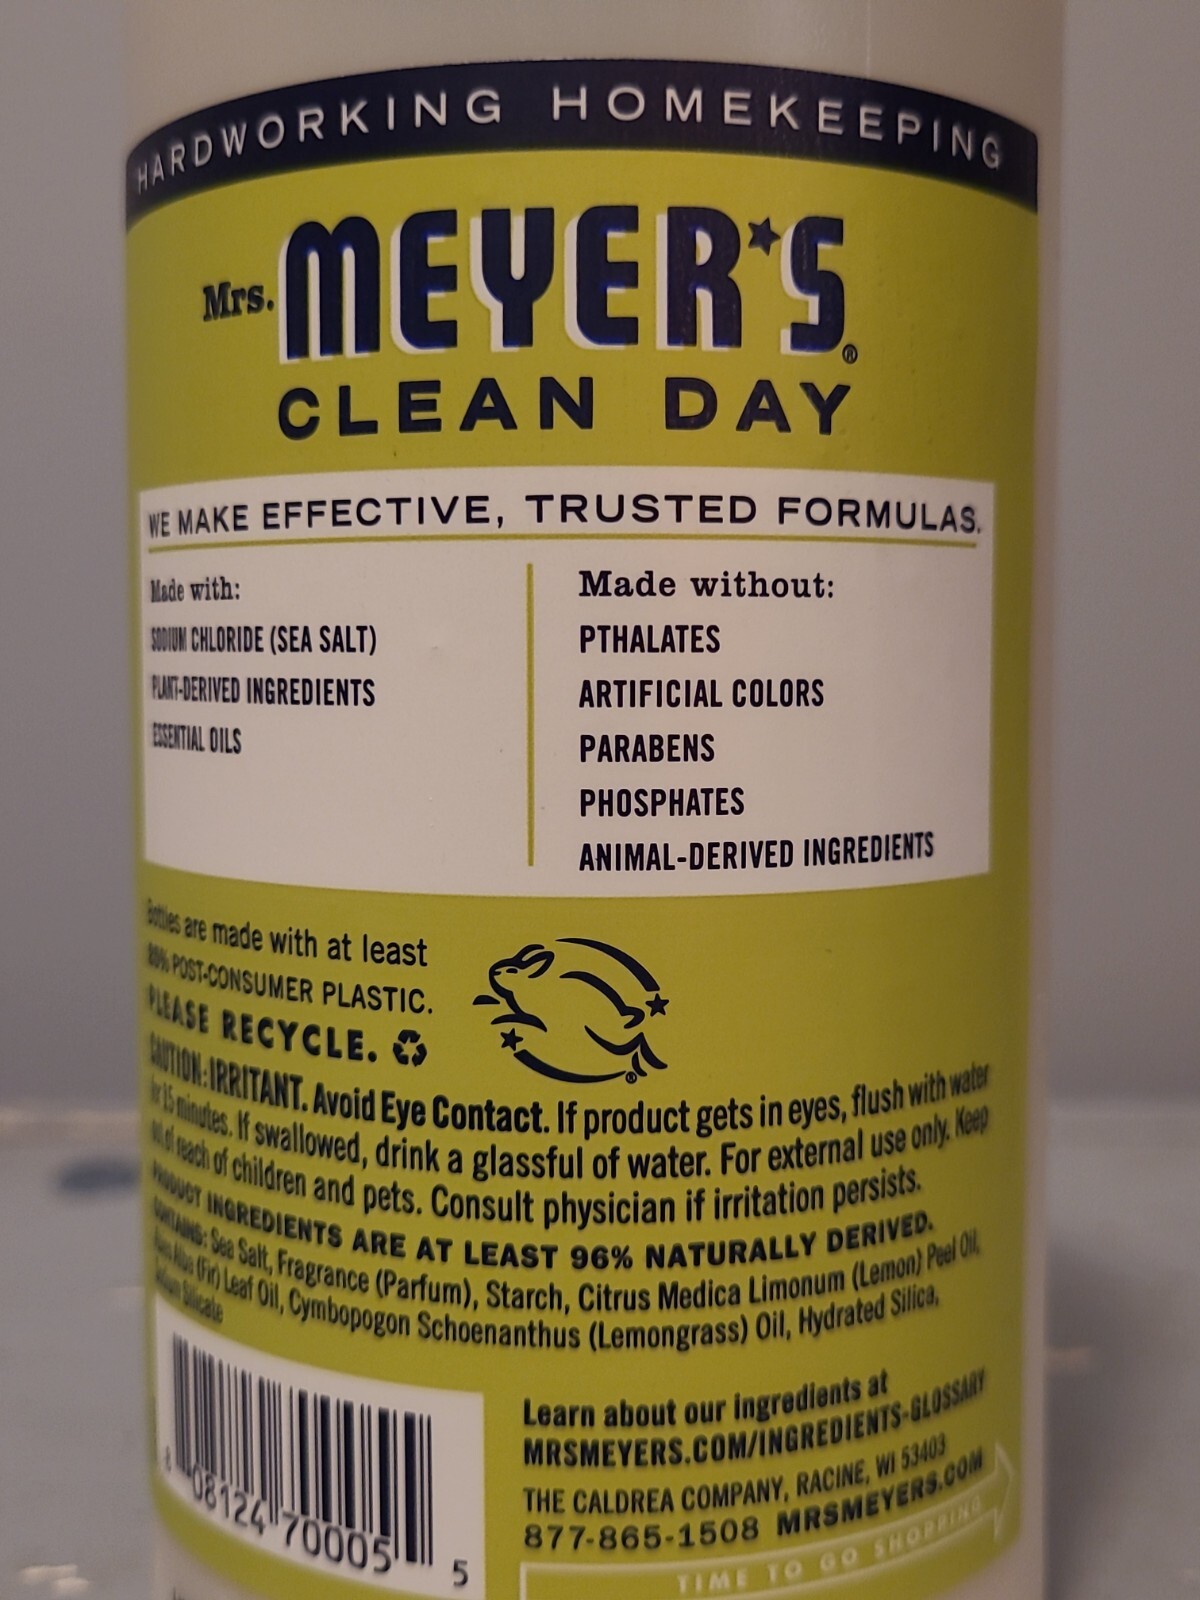 HARDWORKING HOMEKEEPING
Mrs. MEYER'S®
CLEAN DAY
WE MAKE EFFECTIVE, TRUSTED FORMULAS.
Made with:
SODIUM CHLORIDE (SEA SALT)
PLANT-DERIVED INGREDIENTS
ESSENTIAL OILS
Made without:
PTHALATES
ARTIFICIAL COLORS
PARABENS
PHOSPHATES
ANIMAL-DERIVED INGREDIENTS
Bottles are made with at least
POST-CONSUMER PLASTIC.
PLEASE RECYCLE.
CAUTION: IRRITANT. Avoid Eye Contact. If product gets in eyes, flush with water
for 15 minutes. If swallowed, drink a glassful of water. For external use only. Keep
out of reach of children and pets. Consult physician if irritation persists.
PRODUCT INGREDIENTS ARE AT LEAST 96% NATURALLY DERIVED.
CONTAINS: Sea Salt, Fragrance (Parfum), Starch, Citrus Medica Limonum (Lemon) Peel Oil,
Abies Alba (Fir) Leaf Oil, Cymbopogon Schoenanthus (Lemongrass) Oil, Hydrated Silica,
Silicate
8 08124 70005 5
Learn about our ingredients at
MRSMEYERS.COM/INGREDIENTS-GLOSSARY
THE CALDREA COMPANY, RACINE, WI 53403
877-865-1508 MRSMEYERS.COM
TIME TO GO SHOPPING